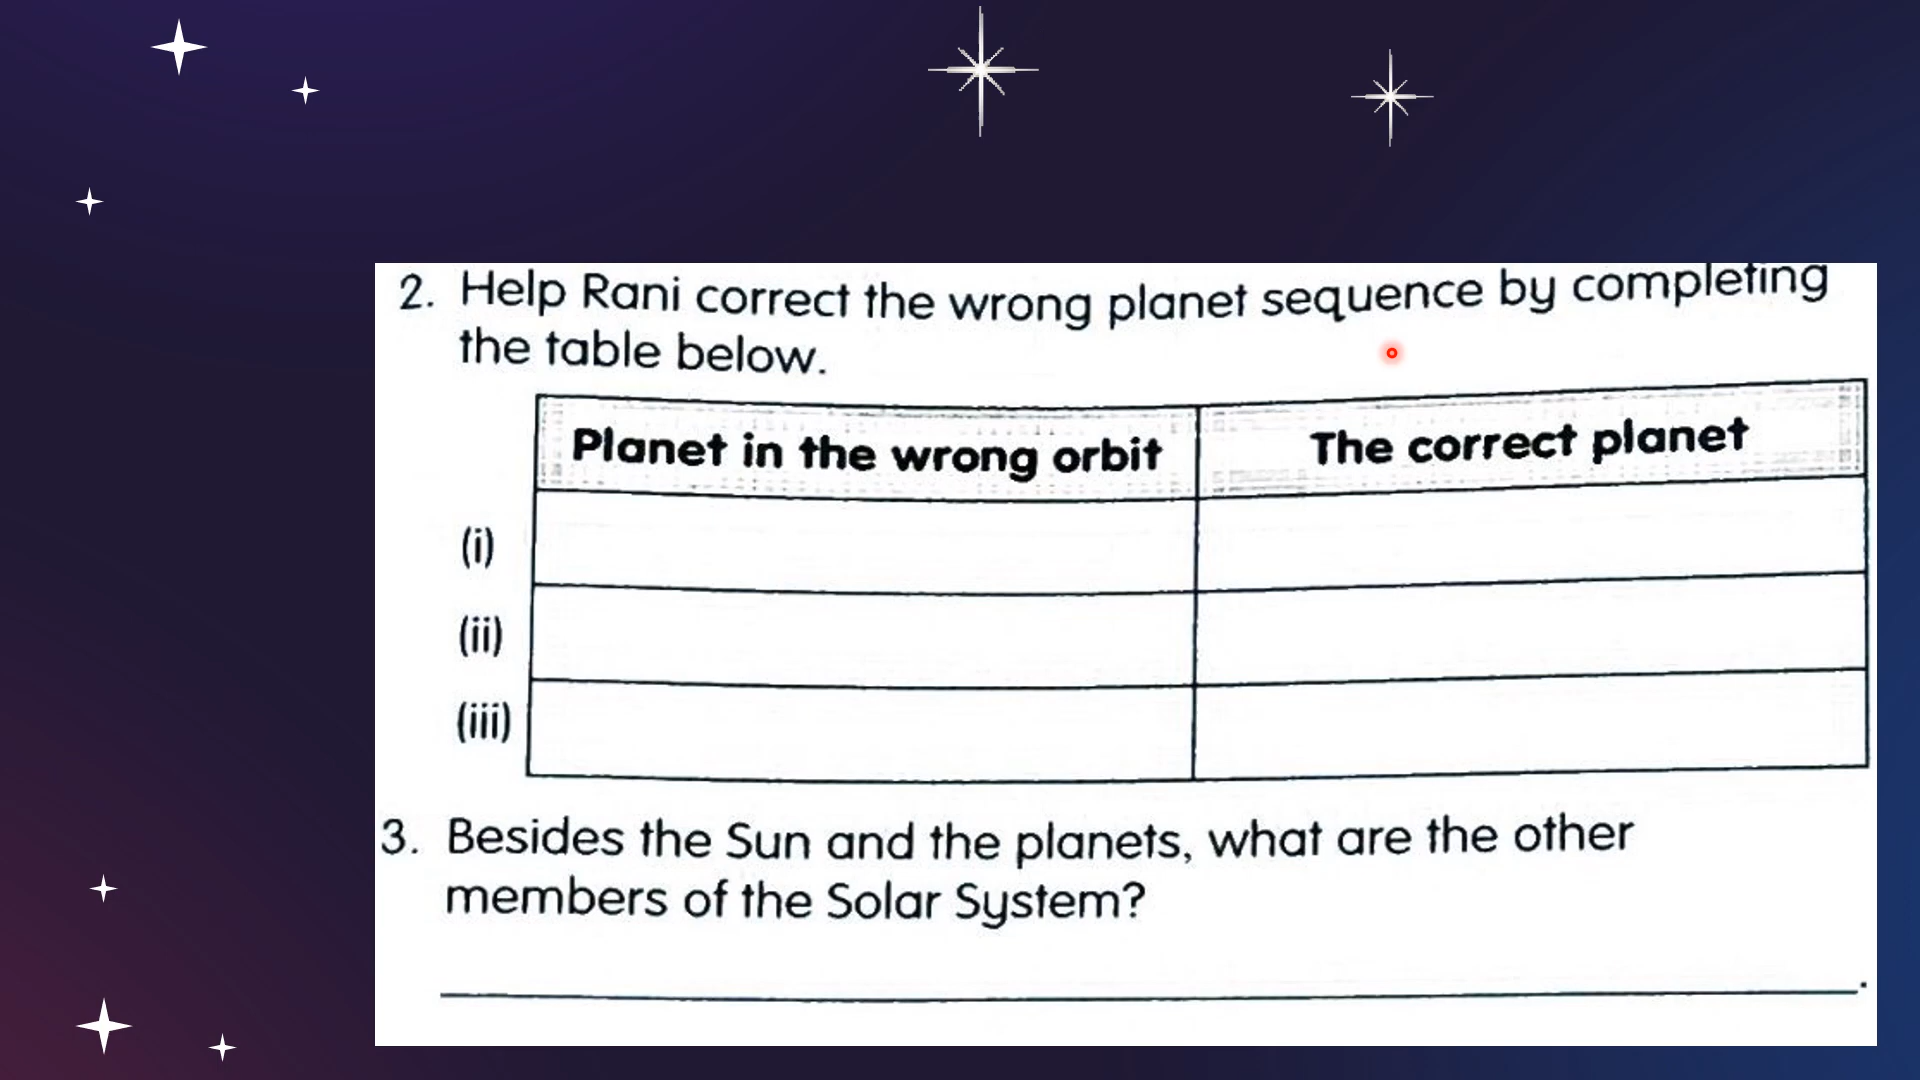 2. Help Rani correct the wrong planet sequence by completing
the table below.
Planet in the wrong orbit The correct planet
(i)
(ii)
(iii)
3. Besides the Sun and the planets, what are the other
members of the Solar System?
.